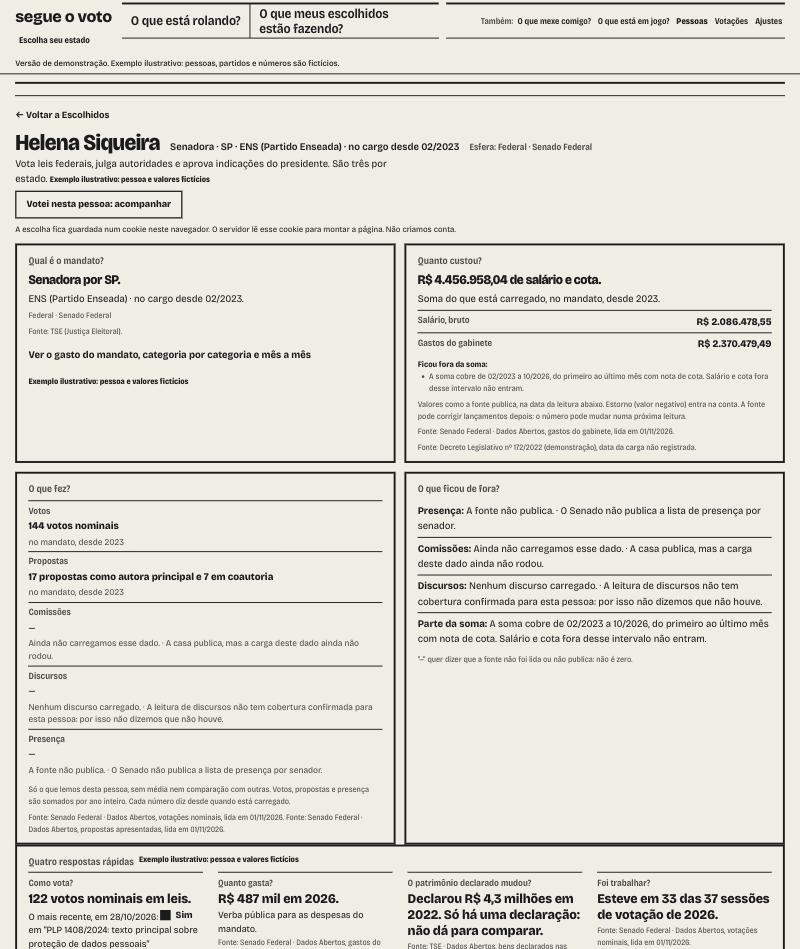 segue o voto
Escolha seu estado
O que está rolando?
O que meus escolhidos
estão fazendo?
Também: O que mexe comigo? O que está em jogo? Pessoas Votações Ajustes
Versão de demonstração. Exemplo ilustrativo: pessoas, partidos e números são fictícios.
← Voltar a Escolhidos
Helena Siqueira Senadora · SP · ENS (Partido Enseada) · no cargo desde 02/2023 Esfera: Federal · Senado Federal
Vota leis federais, julga autoridades e aprova indicações do presidente. São três por
estado. Exemplo ilustrativo: pessoa e valores fictícios
Votei nesta pessoa: acompanhar
A escolha fica guardada num cookie neste navegador. O servidor lê esse cookie para montar a página. Não criamos conta.
Qual é o mandato?
Senadora por SP.
ENS (Partido Enseada) · no cargo desde 02/2023.
Federal · Senado Federal
Fonte: TSE (Justiça Eleitoral).
Ver o gasto do mandato, categoria por categoria e mês a mês
Exemplo ilustrativo: pessoa e valores fictícios
Quanto custou?
R$ 4.456.958,04 de salário e cota.
Soma do que está carregado, no mandato, desde 2023.
Salário, bruto R$ 2.086.478,55
Gastos do gabinete R$ 2.370.479,49
Ficou fora da soma:
• A soma cobre de 02/2023 a 10/2026, do primeiro ao último mês com nota de cota. Salário e cota fora
desse intervalo não entram.
Valores como a fonte publica, na data da leitura abaixo. Estorno (valor negativo) entra na conta. A fonte
pode corrigir lançamentos depois: o número pode mudar numa próxima leitura.
Fonte: Senado Federal · Dados Abertos, gastos do gabinete, lida em 01/11/2026.
Fonte: Decreto Legislativo nº 172/2022 (demonstração), data da carga não registrada.
O que fez?
Votos
144 votos nominais
no mandato, desde 2023
Propostas
17 propostas como autora principal e 7 em coautoria
no mandato, desde 2023
Comissões
—
Ainda não carregamos esse dado. · A casa publica, mas a carga deste dado ainda não
rodou.
Discursos
—
Nenhum discurso carregado. · A leitura de discursos não tem cobertura confirmada para
esta pessoa: por isso não dizemos que não houve.
Presença
—
A fonte não publica. · O Senado não publica a lista de presença por senador.
Só o que lemos desta pessoa, sem média nem comparação com outras. Votos, propostas e presença
são somados por ano inteiro. Cada número diz desde quando está carregado.
Fonte: Senado Federal · Dados Abertos, votações nominais, lida em 01/11/2026. Fonte: Senado Federal ·
Dados Abertos, propostas apresentadas, lida em 01/11/2026.
O que ficou de fora?
Presença: A fonte não publica. · O Senado não publica a lista de presença por
senador.
Comissões: Ainda não carregamos esse dado. · A casa publica, mas a carga
deste dado ainda não rodou.
Discursos: Nenhum discurso carregado. · A leitura de discursos não tem
cobertura confirmada para esta pessoa: por isso não dizemos que não houve.
Parte da soma: A soma cobre de 02/2023 a 10/2026, do primeiro ao último mês
com nota de cota. Salário e cota fora desse intervalo não entram.
"—" quer dizer que a fonte não foi lida ou não publica: não é zero.
Quatro respostas rápidas Exemplo ilustrativo: pessoa e valores fictícios
Como vota?
122 votos nominais em leis.
O mais recente, em 28/10/2026: Sim
em "PLP 1408/2024: texto principal sobre
proteção de dados pessoais"
Quanto gasta?
R$ 487 mil em 2026.
Verba pública para as despesas do
mandato.
Fonte: Senado Federal · Dados Abertos, gastos do
O patrimônio declarado mudou?
Declarou R$ 4,3 milhões em
2022. Só há uma declaração:
não dá para comparar.
Fonte: TSE · Dados Abertos, bens declarados nas
Foi trabalhar?
Esteve em 33 das 37 sessões
de votação de 2026.
Fonte: Senado Federal · Dados Abertos, votações
nominais, lida em 01/11/2026.